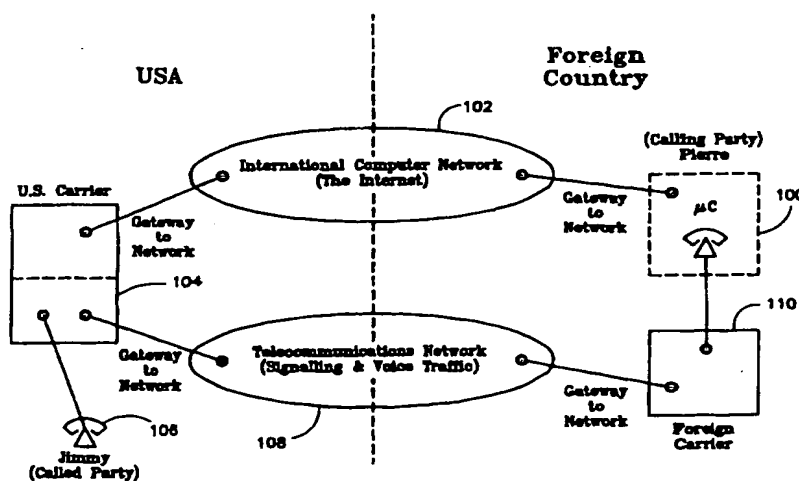 USA
Foreign
Country
102
International Computer Network
(The Internet)
(Calling Party)
Pierre
U.S. Carrier
Gateway
to
Network
Gateway
to
Network
μC
100
104
110
Gateway
to
Network
Telecommunications Network
(Signalling & Voice Traffic)
Gateway
to
Network
106
108
Jimmy
(Called Party)
Foreign
Carrier